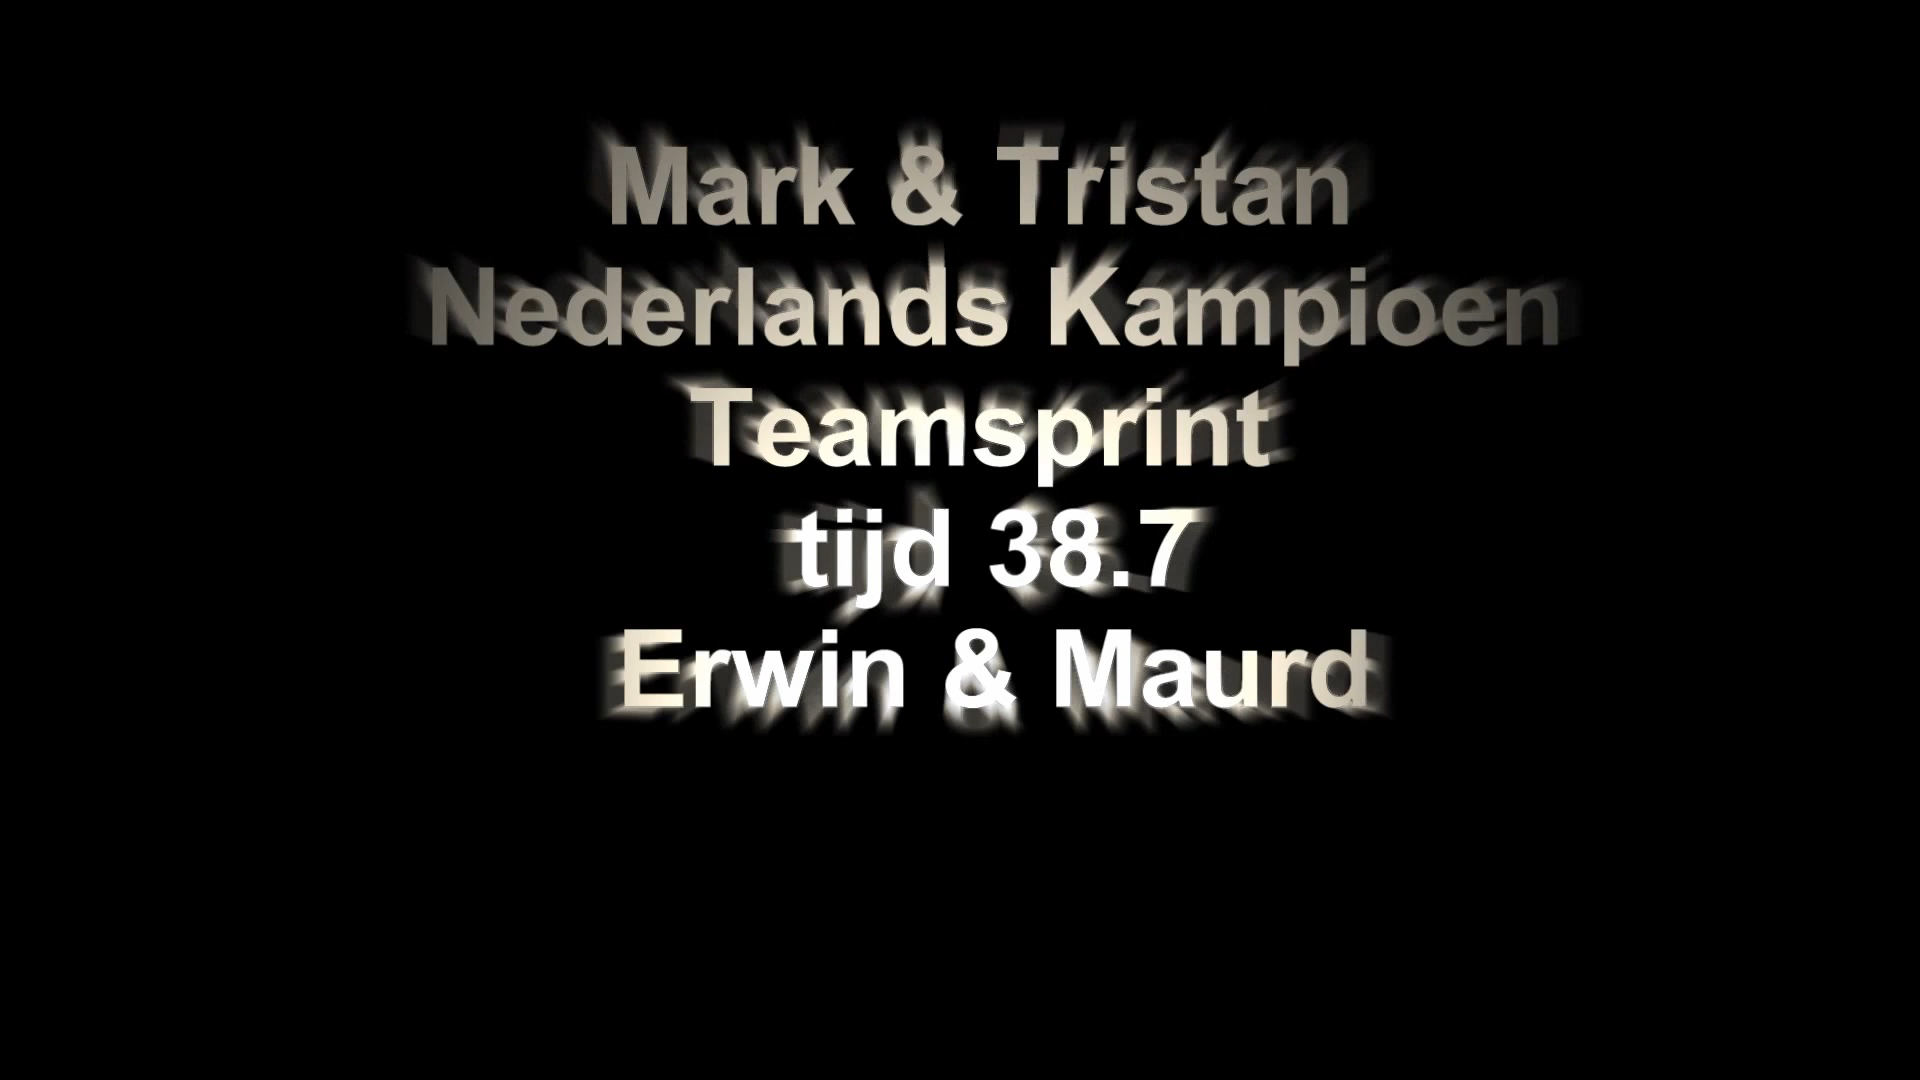 Mark & Tristan
Nederlands Kampioen
Teamsprint
tijd 38.7
Erwin & Maurd